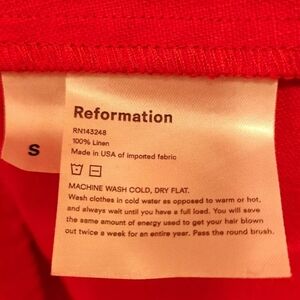 Reformation
RN143248
100% Linen
Made in USA of imported fabric
S
MACHINE WASH COLD, DRY FLAT.
Wash clothes in cold water as opposed to warm or hot,
and always wait until you have a full load. You will save
the same amount of energy used to get your hair blown
out twice a week for an entire year. Pass the round brush.